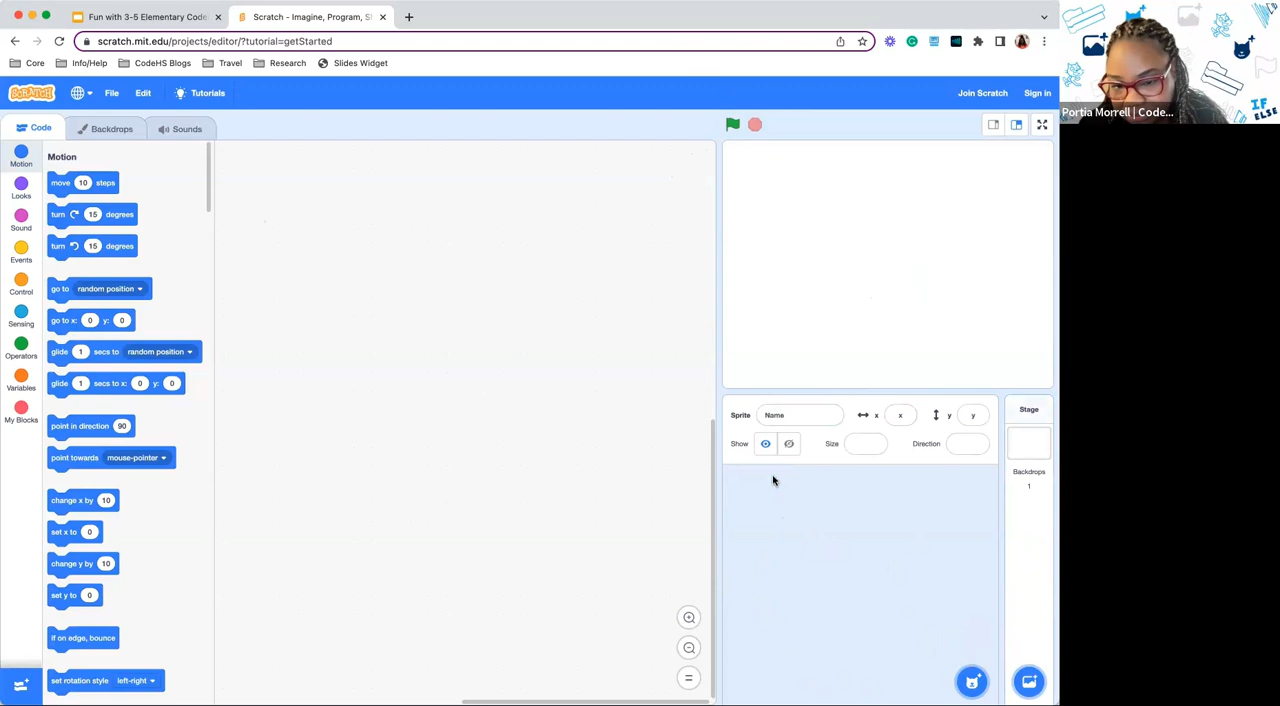 Fun with 3-5 Elementary Code
Scratch - Imagine, Program, S
scratch.mit.edu/projects/editor/?tutorial=getStarted
Core
Info/Help
CodeHS Blogs
Travel
Research
Slides Widget
SCRATCH
File
Edit
Tutorials
Join Scratch
Sign in
Code
Backdrops
Sounds
Motion
Looks
Sound
Events
Control
Sensing
Operators
Variables
My Blocks
Motion
move 10 steps
turn 15 degrees
turn 15 degrees
go to random position
go to x: 0 y: 0
glide 1 secs to random position
glide 1 secs to x: 0 y: 0
point in direction 90
point towards mouse-pointer
change x by 10
set x to 0
change y by 10
set y to 0
if on edge, bounce
set rotation style left-right
Sprite Name x x y y
Show Size Direction
Stage
Backdrops
1
Portia Morrell | Code...
IF
ELSE